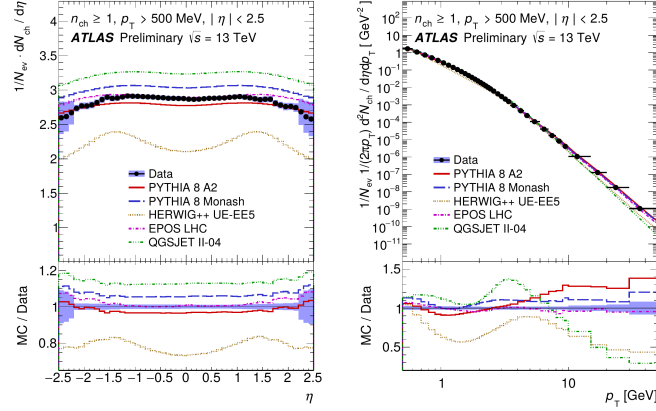 n_ch ≥ 1, p_T > 500 MeV, | η | < 2.5
ATLAS Preliminary √s = 13 TeV
1/N_ev · dN_ch / dη
4
3.5
3
2.5
2
1.5
1
Data
PYTHIA 8 A2
PYTHIA 8 Monash
HERWIG++ UE-EE5
EPOS LHC
QGSJET II-04
MC / Data
1.2
1
0.8
-2.5 -2 -1.5 -1 -0.5 0 0.5 1 1.5 2 2.5
η
n_ch ≥ 1, p_T > 500 MeV, | η | < 2.5
ATLAS Preliminary √s = 13 TeV
1/N_ev 1/(2πp_T) d²N_ch / dηdp_T [ GeV⁻² ]
10⁴
10³
10²
10
1
10⁻¹
10⁻²
10⁻³
10⁻⁴
10⁻⁵
10⁻⁶
10⁻⁷
10⁻⁸
10⁻⁹
10⁻¹⁰
10⁻¹¹
Data
PYTHIA 8 A2
PYTHIA 8 Monash
HERWIG++ UE-EE5
EPOS LHC
QGSJET II-04
MC / Data
1.5
1
0.5
1 10
p_T [GeV]